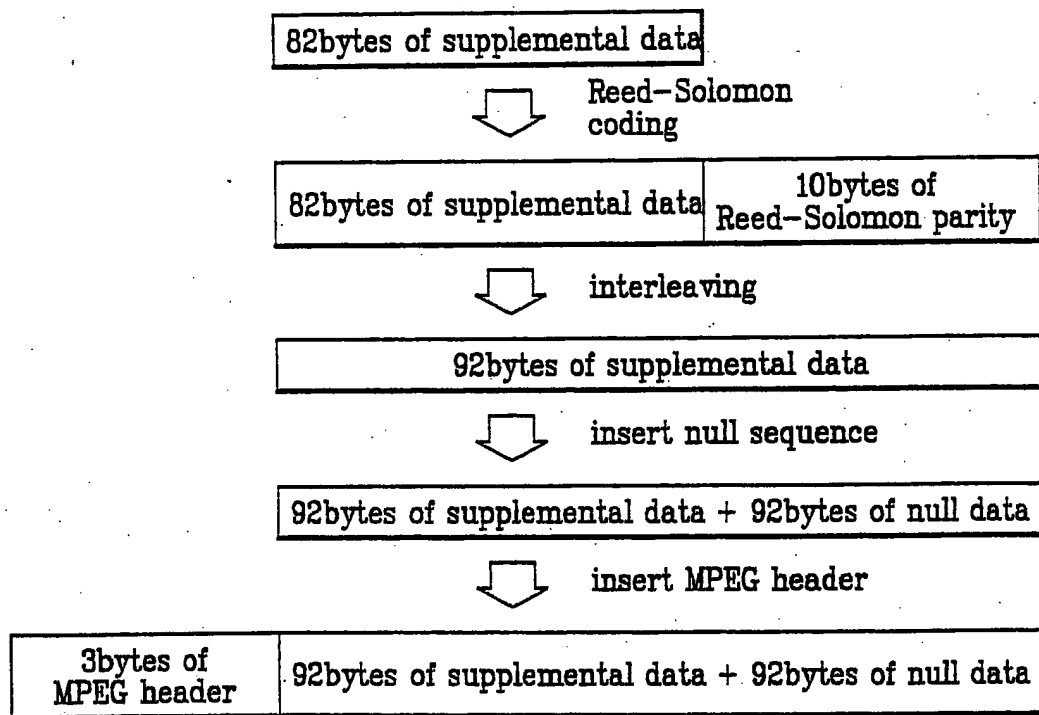 82bytes of supplemental data
Reed-Solomon
coding
82bytes of supplemental data
10bytes of
Reed-Solomon parity
interleaving
92bytes of supplemental data
insert null sequence
92bytes of supplemental data + 92bytes of null data
insert MPEG header
3bytes of
MPEG header
92bytes of supplemental data + 92bytes of null data